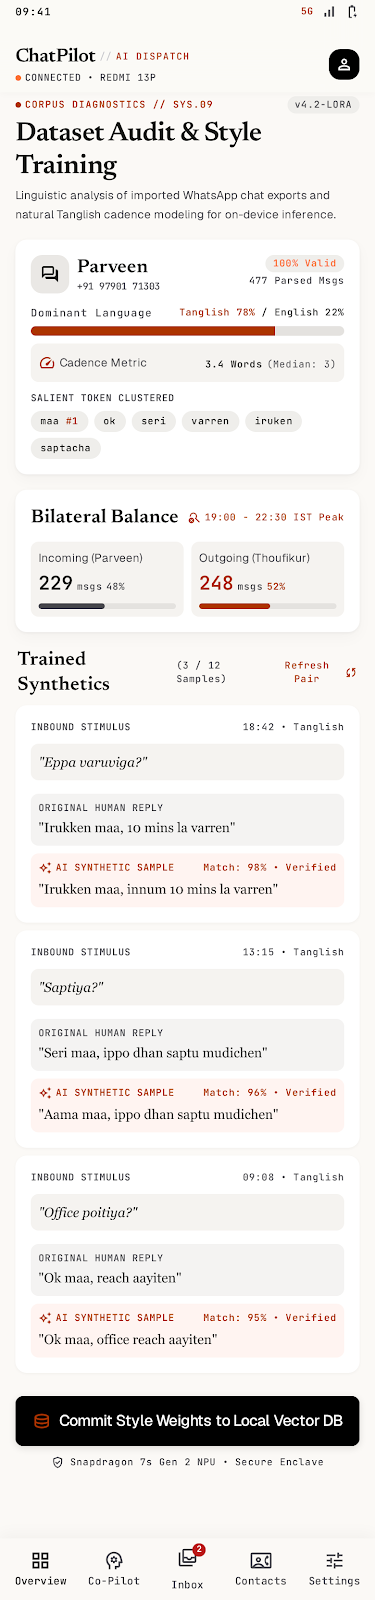 09:41 5G
ChatPilot // AI DISPATCH
CONNECTED • REDMI 13P
CORPUS DIAGNOSTICS // SYS.09 v4.2-LORA
Dataset Audit & Style
Training
Linguistic analysis of imported WhatsApp chat exports and
natural Tanglish cadence modeling for on-device inference.
Parveen 100% Valid
+91 97901 71303 477 Parsed Msgs
Dominant Language Tanglish 78% / English 22%
Cadence Metric 3.4 Words (Median: 3)
SALIENT TOKEN CLUSTERED
maa #1 ok seri varren iruken
saptacha
Bilateral Balance 19:00 - 22:30 IST Peak
Incoming (Parveen) Outgoing (Thoufikur)
229 msgs 48% 248 msgs 52%
Trained (3 / 12 Refresh
Synthetics Samples) Pair
INBOUND STIMULUS 18:42 • Tanglish
"Eppa varuviga?"
ORIGINAL HUMAN REPLY
"Irukken maa, 10 mins la varren"
AI SYNTHETIC SAMPLE Match: 98% • Verified
"Irukken maa, innum 10 mins la varren"
INBOUND STIMULUS 13:15 • Tanglish
"Saptiya?"
ORIGINAL HUMAN REPLY
"Seri maa, ippo dhan saptu mudichen"
AI SYNTHETIC SAMPLE Match: 96% • Verified
"Aama maa, ippo dhan saptu mudichen"
INBOUND STIMULUS 09:08 • Tanglish
"Office poitiya?"
ORIGINAL HUMAN REPLY
"Ok maa, reach aayiten"
AI SYNTHETIC SAMPLE Match: 95% • Verified
"Ok maa, office reach aayiten"
Commit Style Weights to Local Vector DB
Snapdragon 7s Gen 2 NPU • Secure Enclave
2
Overview Co-Pilot Inbox Contacts Settings